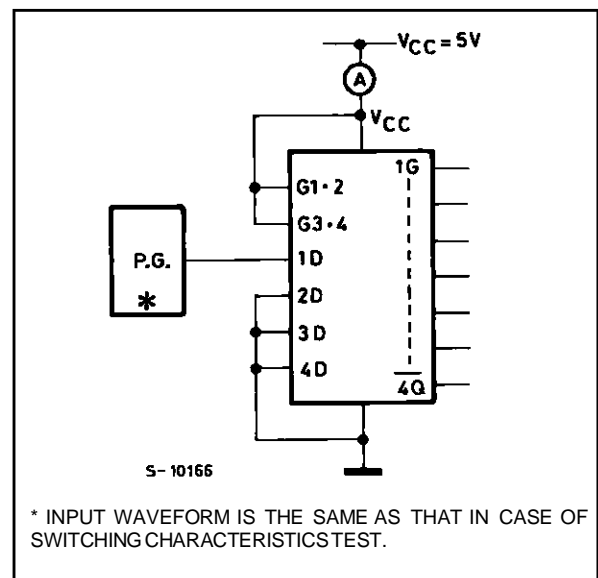 VCC = 5V
A
VCC
1G
G1·2
G3·4
P.G.
*
1D
2D
3D
4D
4Q
S-10166
* INPUT WAVEFORM IS THE SAME AS THAT IN CASE OF
SWITCHING CHARACTERISTICS TEST.